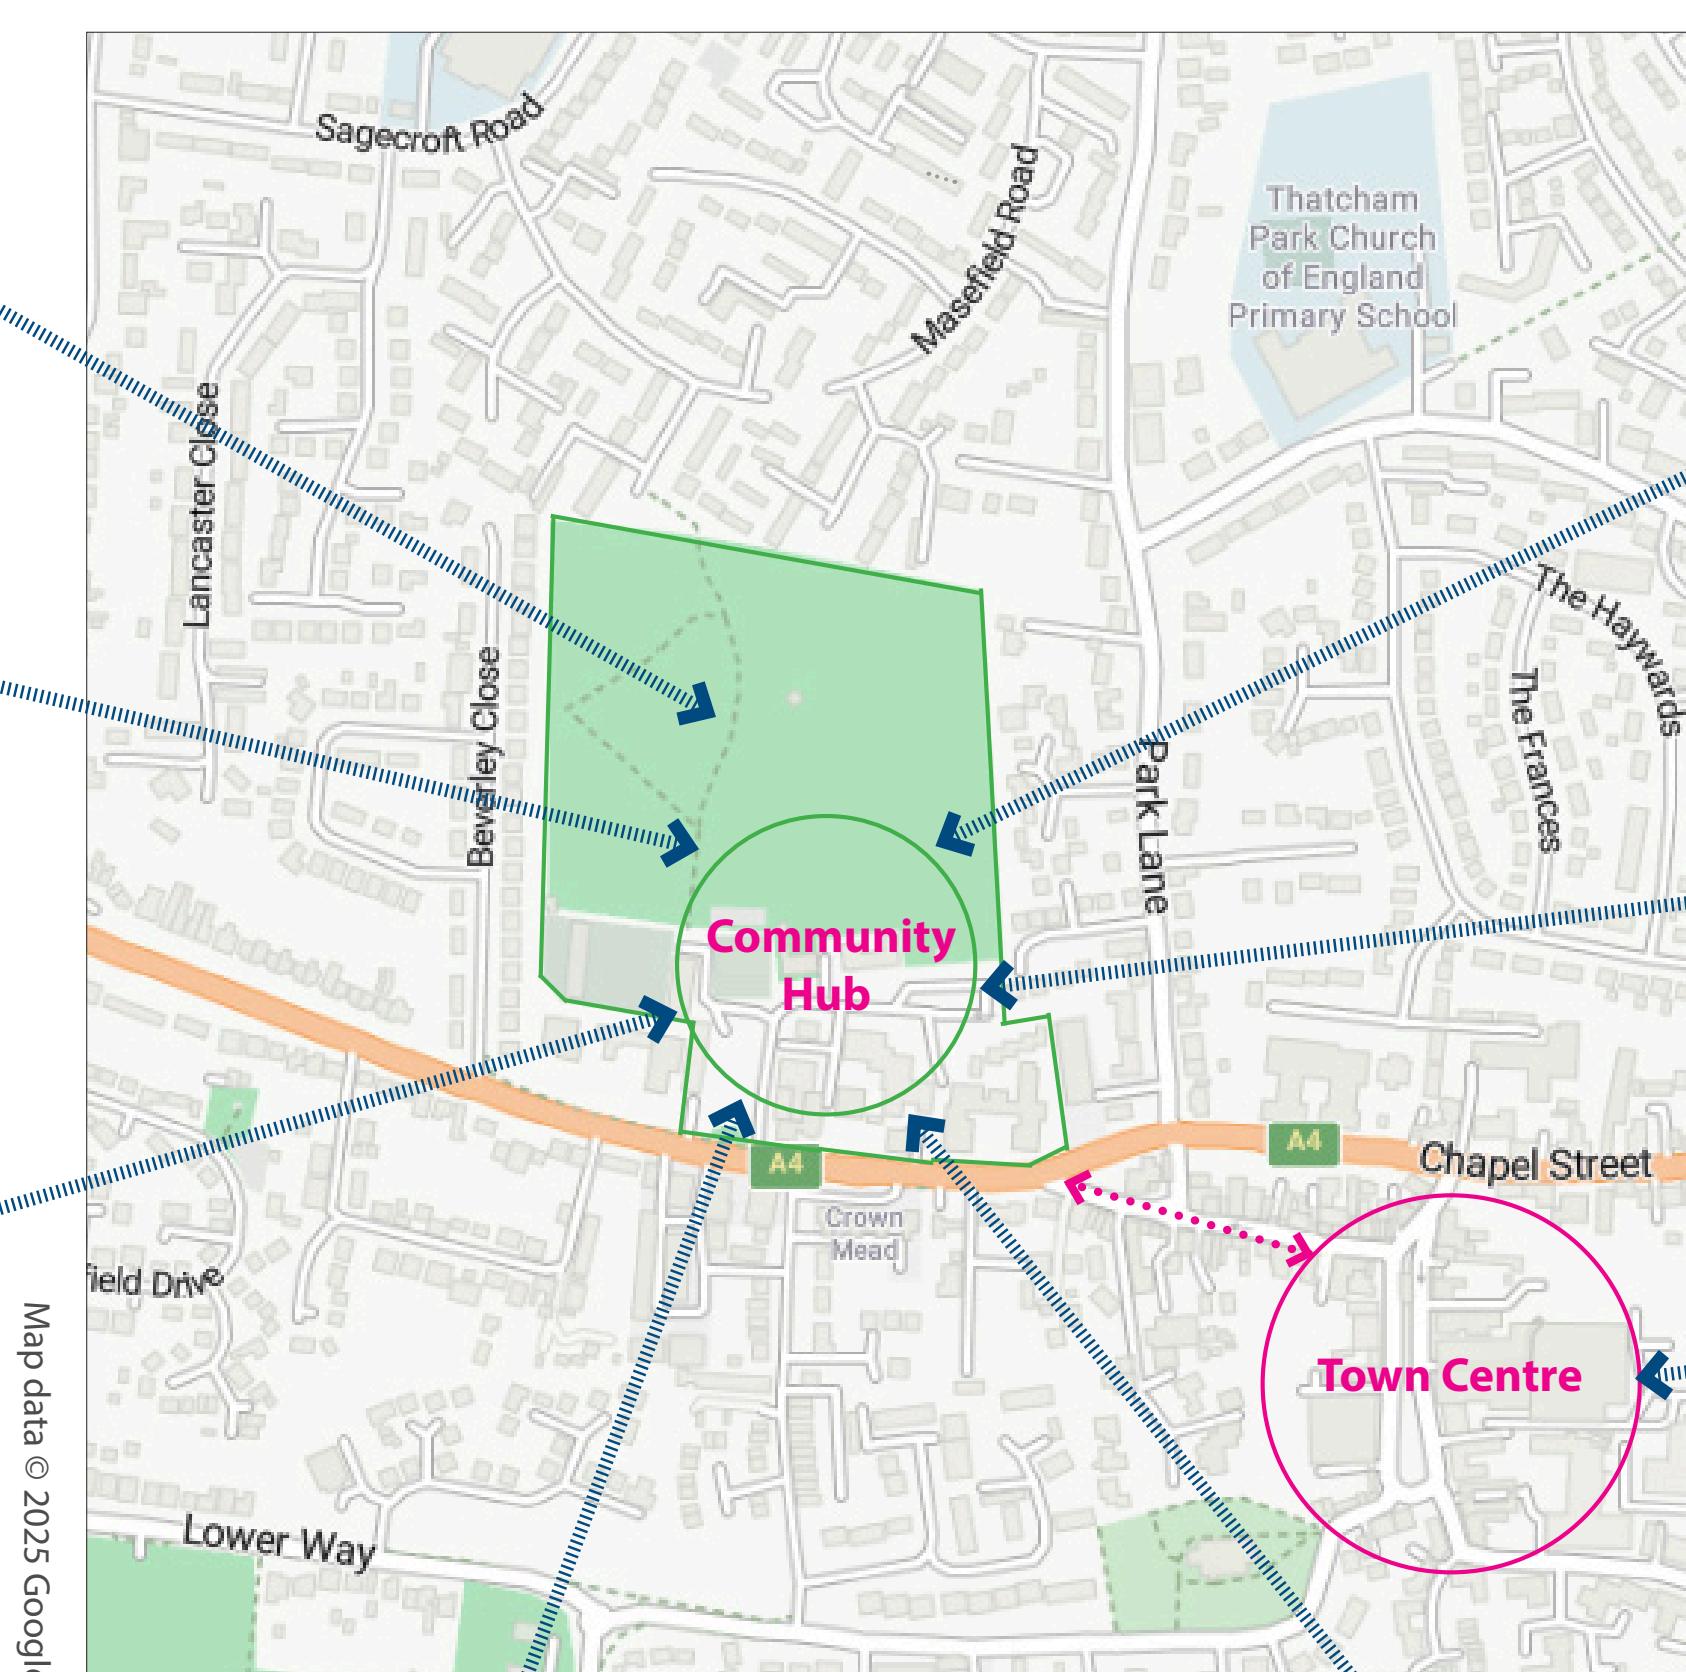 Sagecroft Road
Masefield Road
Thatcham
Park Church
of England
Primary School
Lancaster Close
The Haywards
The Frances
Beverley Close
Park Lane
Community
Hub
A4
A4
Chapel Street
Crown
Mead
field Drive
Town Centre
Lower Way
Map data © 2025 Google